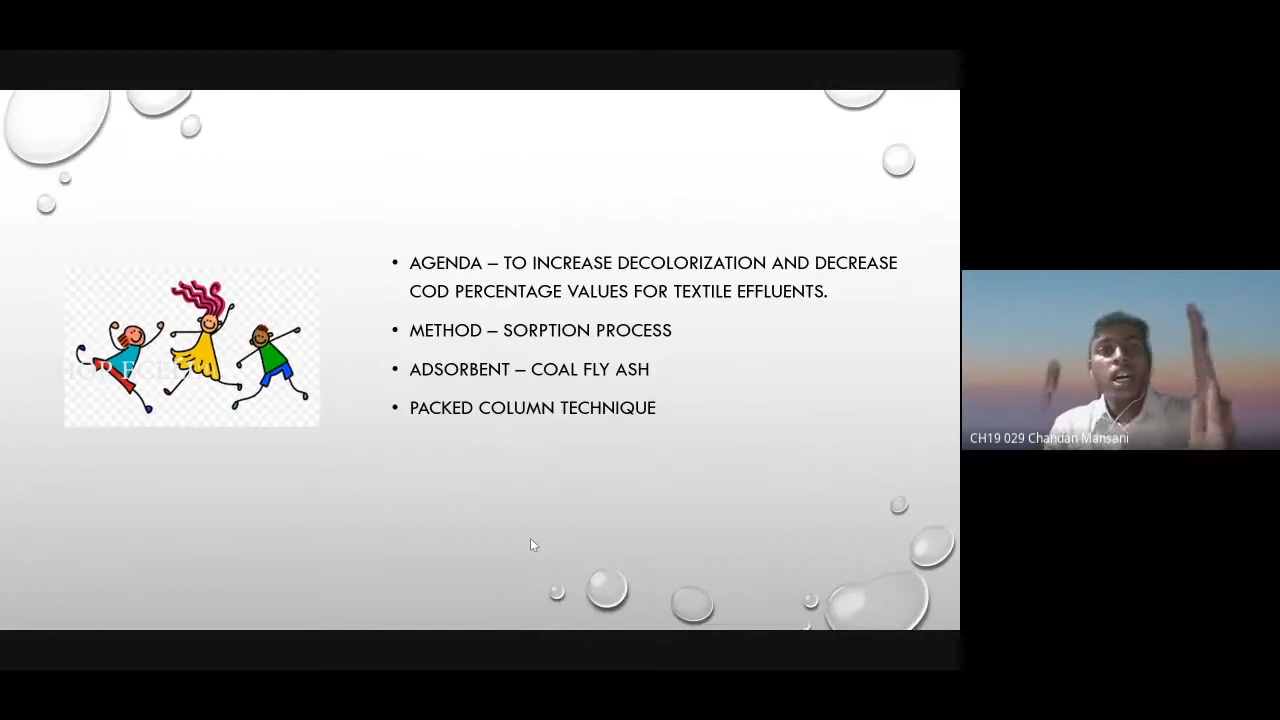 • AGENDA – TO INCREASE DECOLORIZATION AND DECREASE
COD PERCENTAGE VALUES FOR TEXTILE EFFLUENTS.
• METHOD – SORPTION PROCESS
• ADSORBENT – COAL FLY ASH
• PACKED COLUMN TECHNIQUE
CH19 029 Chandan Mansani